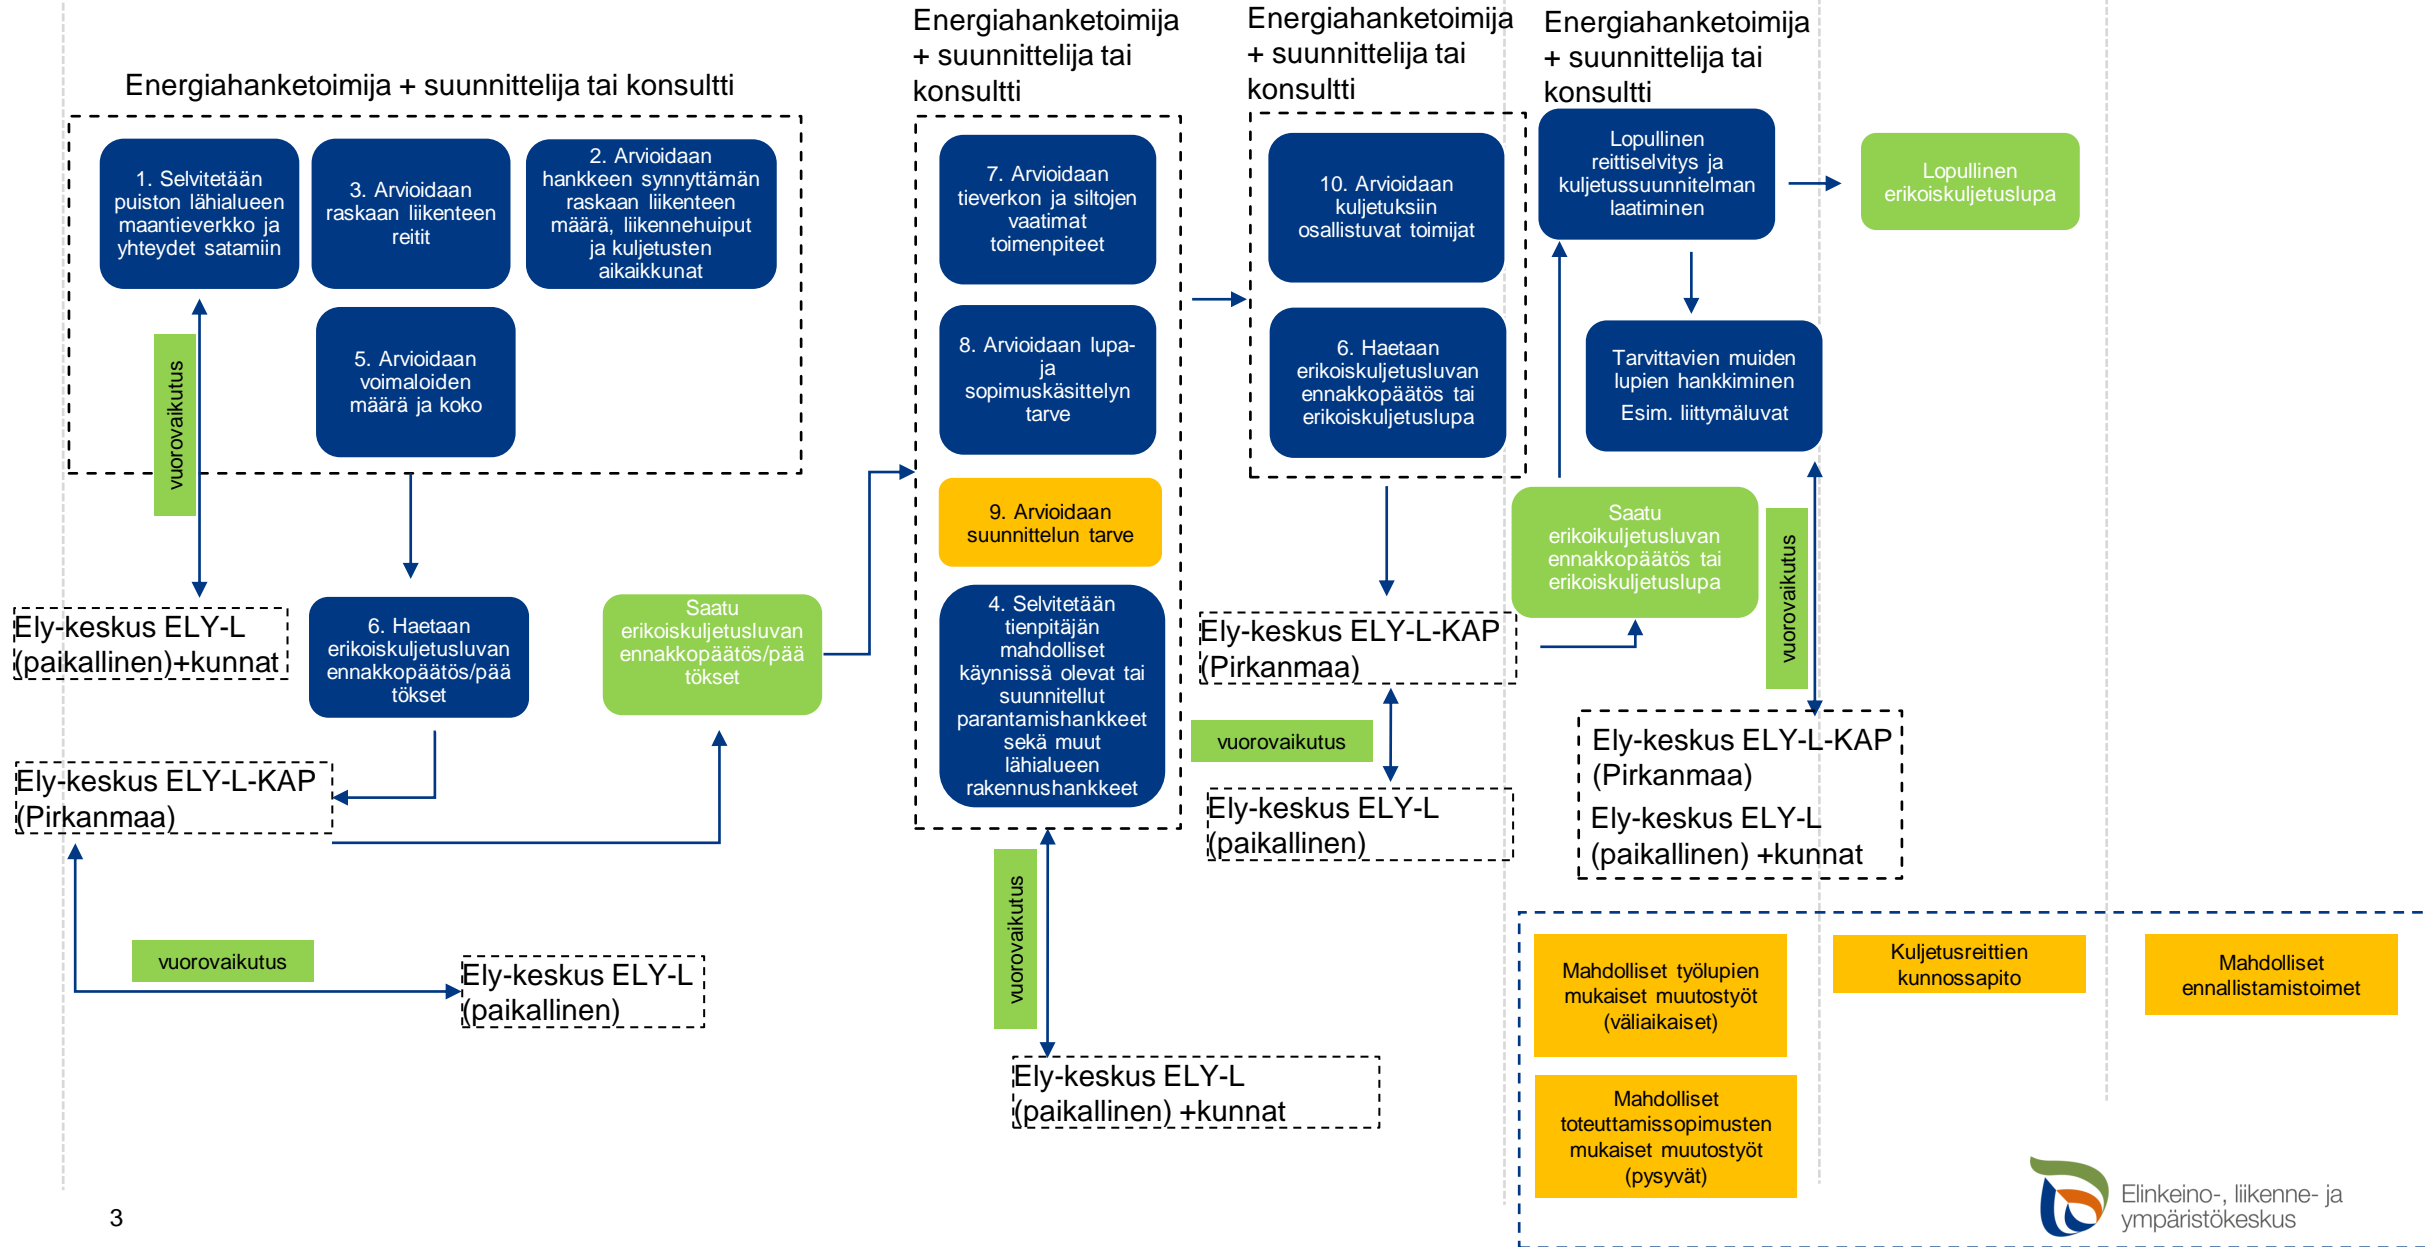 Energiahanketoimija + suunnittelija tai konsultti
1. Selvitetään
puiston lähialueen
maantieverkko ja
yhteydet satamiin
3. Arvioidaan
raskaan liikenteen
reitit
2. Arvioidaan
hankkeen synnyttämän
raskaan liikenteen
määrä, liikennehuiput
ja kuljetusten
aikaikkunat
5. Arvioidaan
voimaloiden
määrä ja koko
vuorovaikutus
Ely-keskus ELY-L
(paikallinen)+kunnat
6. Haetaan
erikoiskuljetusluvan
ennakkopäätös/pää
tökset
Saatu
erikoiskuljetusluvan
ennakkopäätös/pää
tökset
Ely-keskus ELY-L-KAP
(Pirkanmaa)
vuorovaikutus
Ely-keskus ELY-L
(paikallinen)
Energiahanketoimija
+ suunnittelija tai
konsultti
7. Arvioidaan
tieverkon ja siltojen
vaatimat
toimenpiteet
8. Arvioidaan lupa-
ja
sopimuskäsittelyn
tarve
9. Arvioidaan
suunnittelun tarve
4. Selvitetään
tienpitäjän
mahdolliset
käynnissä olevat tai
suunnitellut
parantamishankkeet
sekä muut
lähialueen
rakennushankkeet
vuorovaikutus
Ely-keskus ELY-L
(paikallinen) +kunnat
Energiahanketoimija
+ suunnittelija tai
konsultti
10. Arvioidaan
kuljetuksiin
osallistuvat toimijat
6. Haetaan
erikoiskuljetusluvan
ennakkopäätös tai
erikoiskuljetuslupa
Ely-keskus ELY-L-KAP
(Pirkanmaa)
vuorovaikutus
Ely-keskus ELY-L
(paikallinen)
Energiahanketoimija
+ suunnittelija tai
konsultti
Lopullinen
reittiselvitys ja
kuljetussuunnitelman
laatiminen
Lopullinen
erikoiskuljetuslupa
Tarvittavien muiden
lupien hankkiminen
Esim. liittymäluvat
Saatu
erikoikuljetusluvan
ennakkopäätös tai
erikoiskuljetuslupa
vuorovaikutus
Ely-keskus ELY-L-KAP
(Pirkanmaa)
Ely-keskus ELY-L
(paikallinen) +kunnat
Mahdolliset työlupien
mukaiset muutostyöt
(väliaikaiset)
Kuljetusreittien
kunnossapito
Mahdolliset
ennallistamistoimet
Mahdolliset
toteuttamissopimusten
mukaiset muutostyöt
(pysyvät)
3
Elinkeino-, liikenne- ja
ympäristökeskus